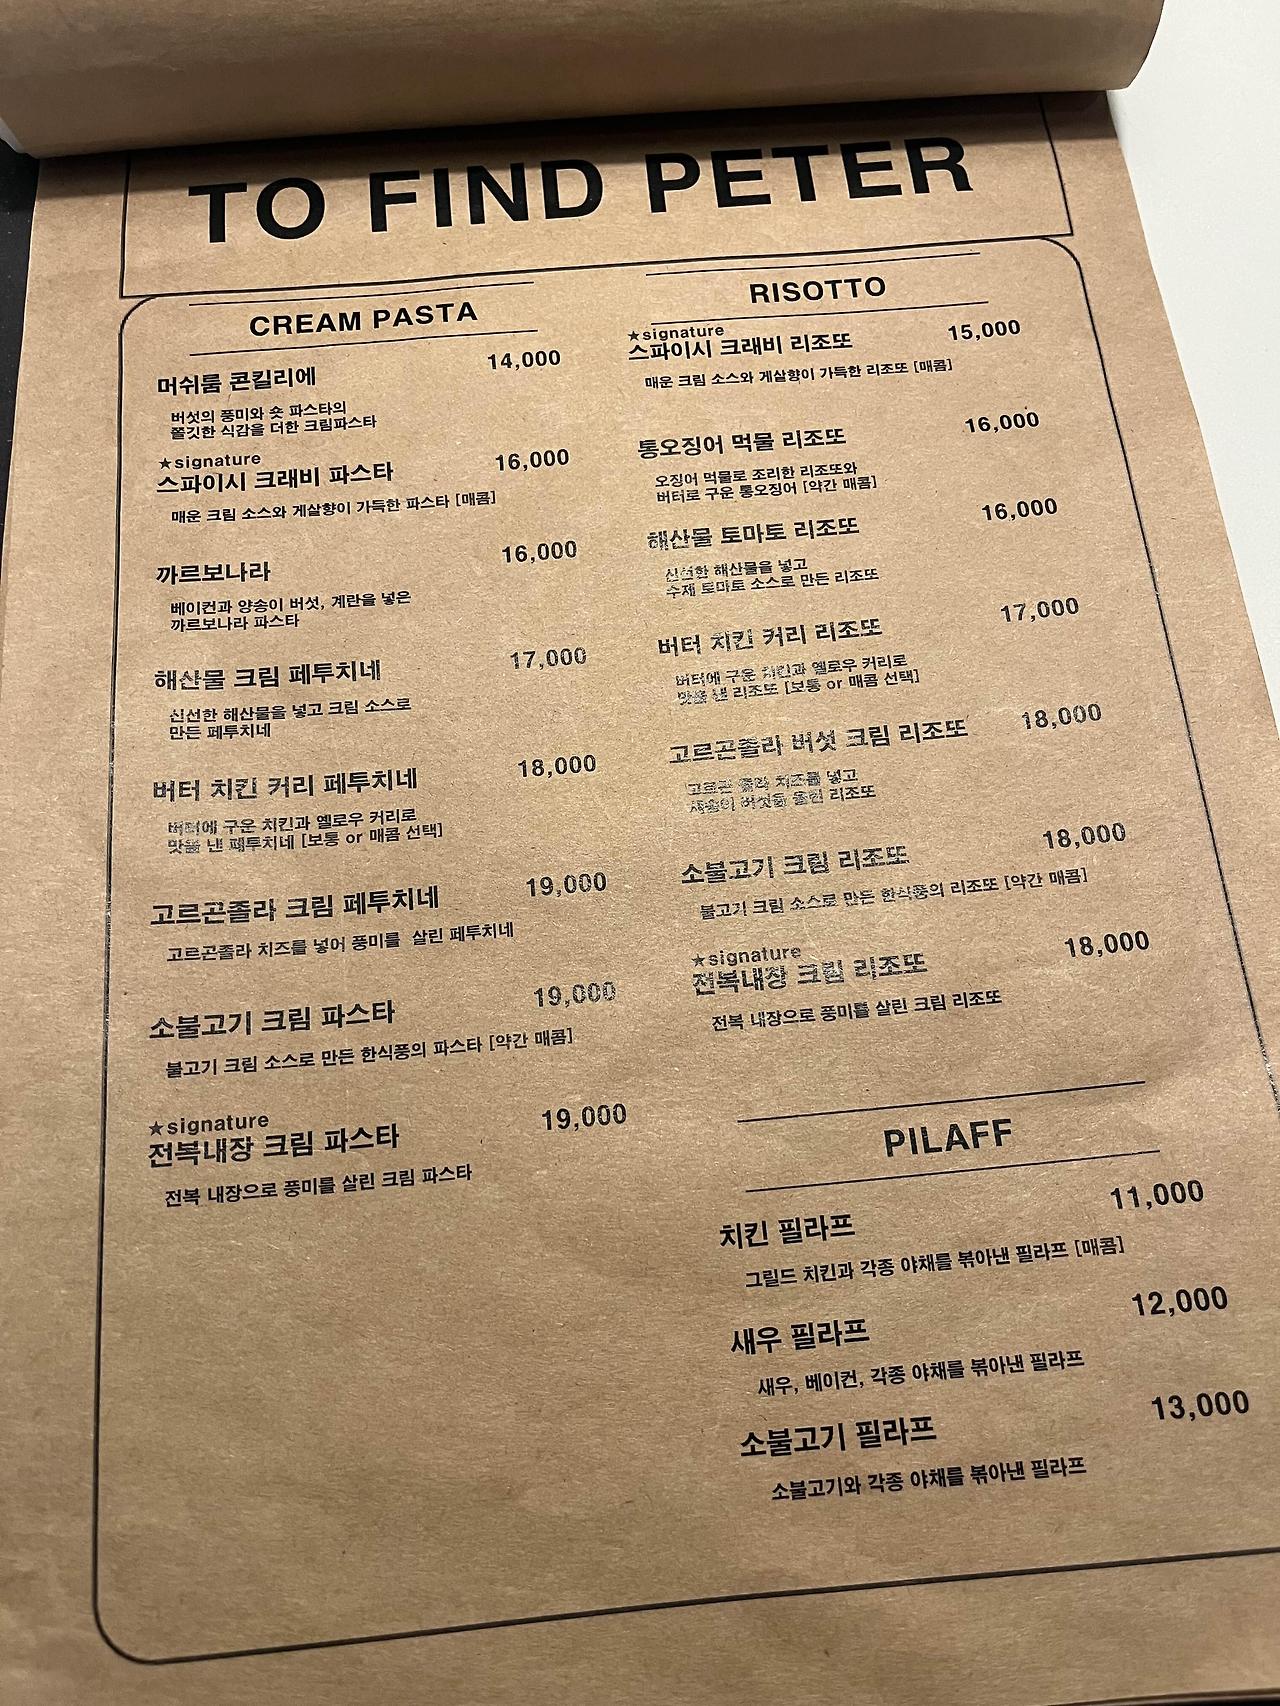 TO FIND PETER
CREAM PASTA
머쉬룸 콘킬리에 14,000
버섯의 풍미와 숏 파스타의
쫄깃한 식감을 더한 크림파스타
★signature
스파이시 크래비 파스타 16,000
매운 크림 소스와 게살향이 가득한 파스타 [매콤]
까르보나라 16,000
베이컨과 양송이 버섯, 계란을 넣은
까르보나라 파스타
해산물 크림 페투치네 17,000
신선한 해산물을 넣고 크림 소스로
만든 페투치네
버터 치킨 커리 페투치네 18,000
버터에 구운 치킨과 옐로우 커리로
맛을 낸 페투치네 [보통 or 매콤 선택]
고르곤졸라 크림 페투치네 19,000
고르곤졸라 치즈를 넣어 풍미를 살린 페투치네
소불고기 크림 파스타 19,000
불고기 크림 소스로 만든 한식풍의 파스타 [약간 매콤]
★signature
전복내장 크림 파스타 19,000
전복 내장으로 풍미를 살린 크림 파스타
RISOTTO
★signature
스파이시 크래비 리조또 15,000
매운 크림 소스와 게살향이 가득한 리조또 [매콤]
통오징어 먹물 리조또 16,000
오징어 먹물로 조리한 리조또와
버터로 구운 통오징어 [약간 매콤]
해산물 토마토 리조또 16,000
신선한 해산물을 넣고
수제 토마토 소스로 만든 리조또
버터 치킨 커리 리조또 17,000
버터에 구운 치킨과 옐로우 커리로
맛을 낸 리조또 [보통 or 매콤 선택]
고르곤졸라 버섯 크림 리조또 18,000
고르곤 졸라 치즈를 넣고
새송이 버섯을 올린 리조또
소불고기 크림 리조또 18,000
불고기 크림 소스로 만든 한식풍의 리조또 [약간 매콤]
★signature
전복내장 크림 리조또 18,000
전복 내장으로 풍미를 살린 크림 리조또
PILAFF
치킨 필라프 11,000
그릴드 치킨과 각종 야채를 볶아낸 필라프 [매콤]
새우 필라프 12,000
새우, 베이컨, 각종 야채를 볶아낸 필라프
소불고기 필라프 13,000
소불고기와 각종 야채를 볶아낸 필라프